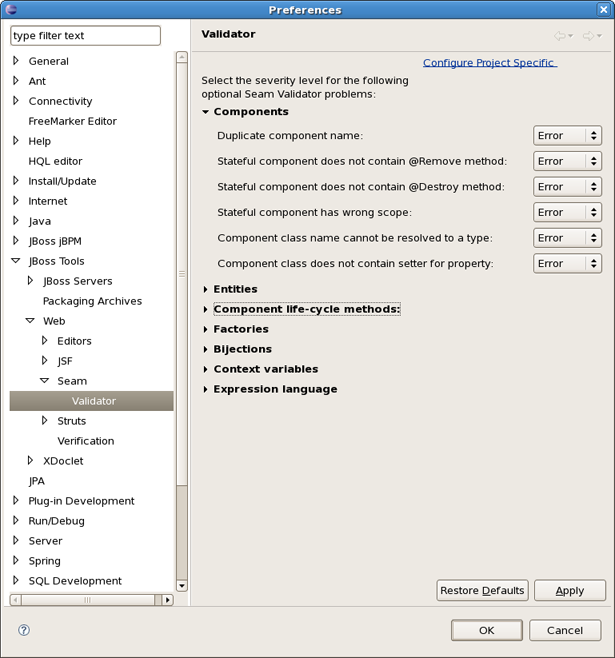 Preferences
type filter text
General
Ant
Connectivity
FreeMarker Editor
Help
HQL editor
Install/Update
Internet
Java
JBoss jBPM
JBoss Tools
JBoss Servers
Packaging Archives
Web
Editors
JSF
Seam
Validator
Struts
Verification
XDoclet
JPA
Plug-in Development
Run/Debug
Server
Spring
SQL Development
Validator
Configure Project Specific
Select the severity level for the following
optional Seam Validator problems:
Components
Duplicate component name: Error
Stateful component does not contain @Remove method: Error
Stateful component does not contain @Destroy method: Error
Stateful component has wrong scope: Error
Component class name cannot be resolved to a type: Error
Component class does not contain setter for property: Error
Entities
Component life-cycle methods:
Factories
Bijections
Context variables
Expression language
Restore Defaults Apply
? OK Cancel